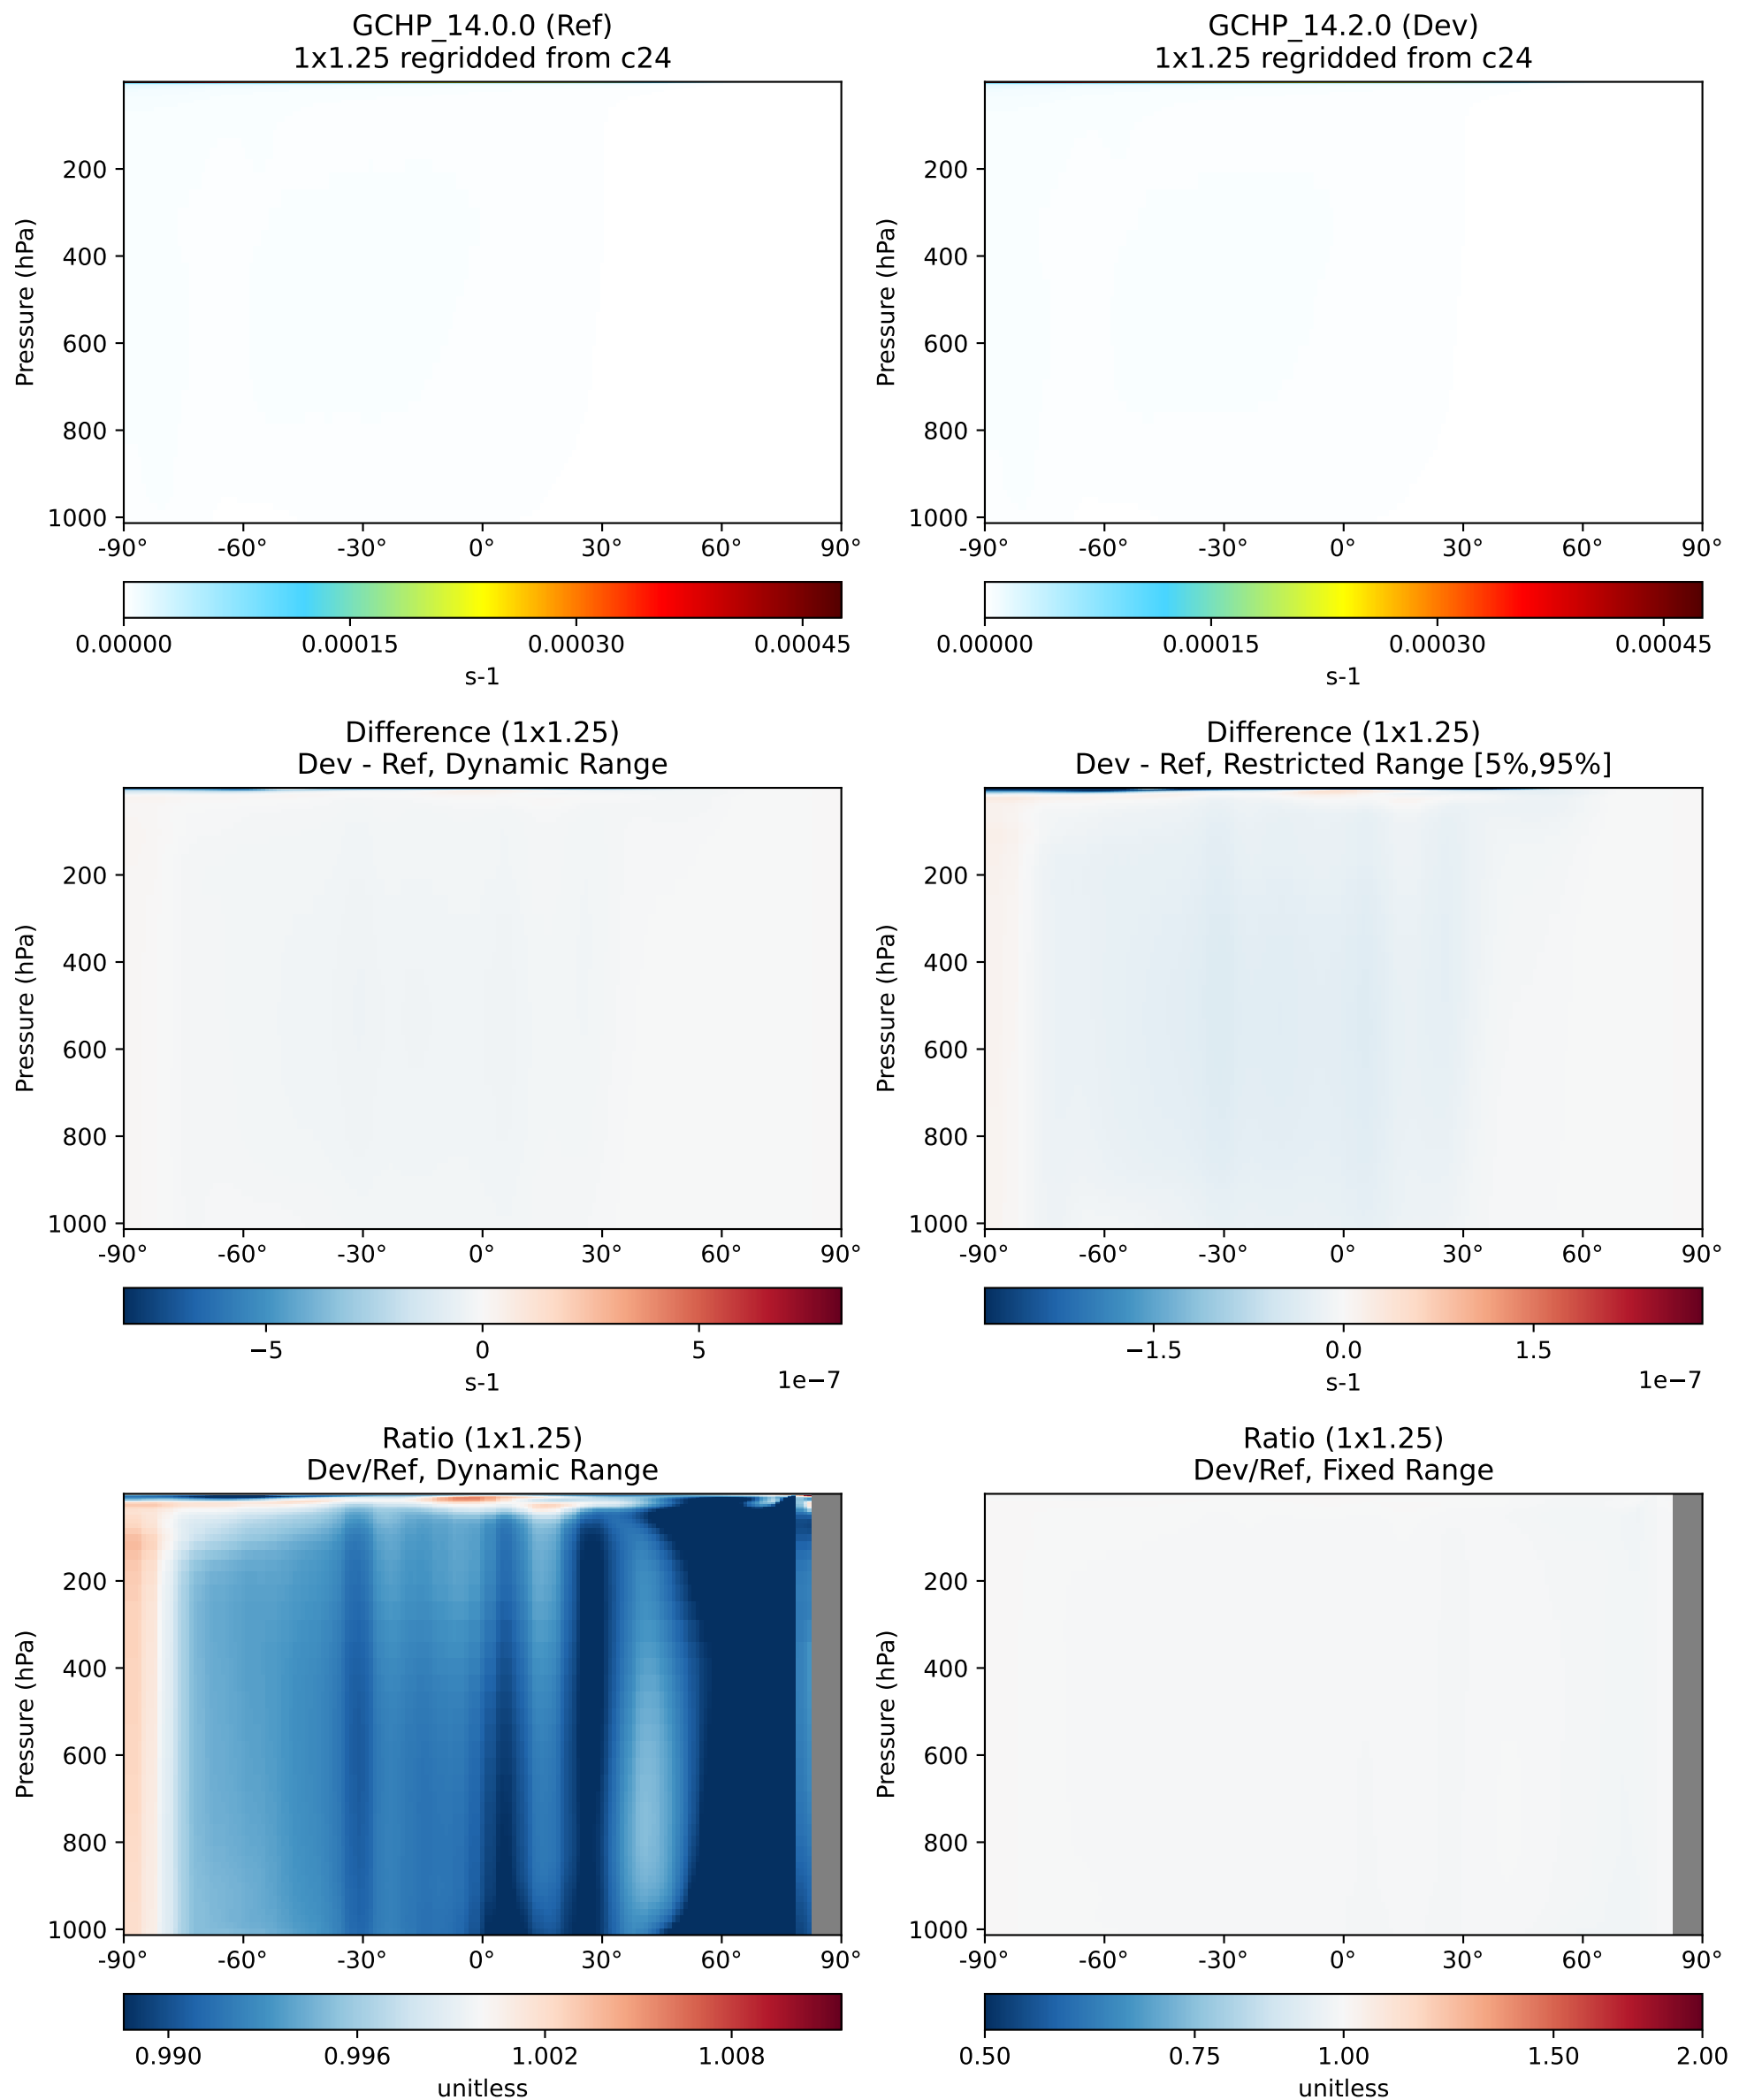 GCHP_14.0.0 (Ref)
1x1.25 regridded from c24
Pressure (hPa)
200
400
600
800
1000
-90° -60° -30° 0° 30° 60° 90°
0.00000 0.00015 0.00030 0.00045
s-1
GCHP_14.2.0 (Dev)
1x1.25 regridded from c24
Pressure (hPa)
200
400
600
800
1000
-90° -60° -30° 0° 30° 60° 90°
0.00000 0.00015 0.00030 0.00045
s-1
Difference (1x1.25)
Dev - Ref, Dynamic Range
Pressure (hPa)
200
400
600
800
1000
-90° -60° -30° 0° 30° 60° 90°
−5 0 5
s-1 1e−7
Difference (1x1.25)
Dev - Ref, Restricted Range [5%,95%]
Pressure (hPa)
200
400
600
800
1000
-90° -60° -30° 0° 30° 60° 90°
−1.5 0.0 1.5
s-1 1e−7
Ratio (1x1.25)
Dev/Ref, Dynamic Range
Pressure (hPa)
200
400
600
800
1000
-90° -60° -30° 0° 30° 60° 90°
0.990 0.996 1.002 1.008
unitless
Ratio (1x1.25)
Dev/Ref, Fixed Range
Pressure (hPa)
200
400
600
800
1000
-90° -60° -30° 0° 30° 60° 90°
0.50 0.75 1.00 1.50 2.00
unitless